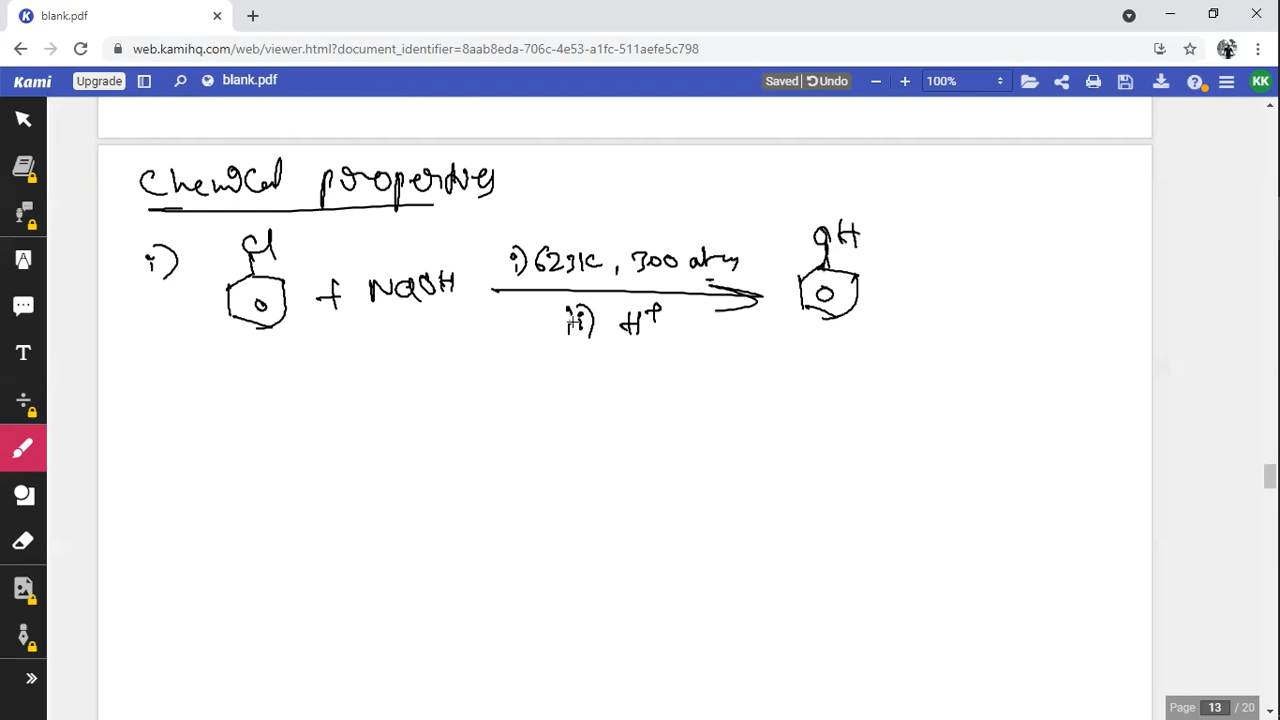 blank.pdf
web.kamihq.com/web/viewer.html?document_identifier=8aab8eda-706c-4e53-a1fc-511aefe5c798
Kami Upgrade blank.pdf Saved Undo 100% KK
Chemical properties
i) Cl + NaOH i) 623K, 300 atm OH
ii) H+
Page 13 / 20